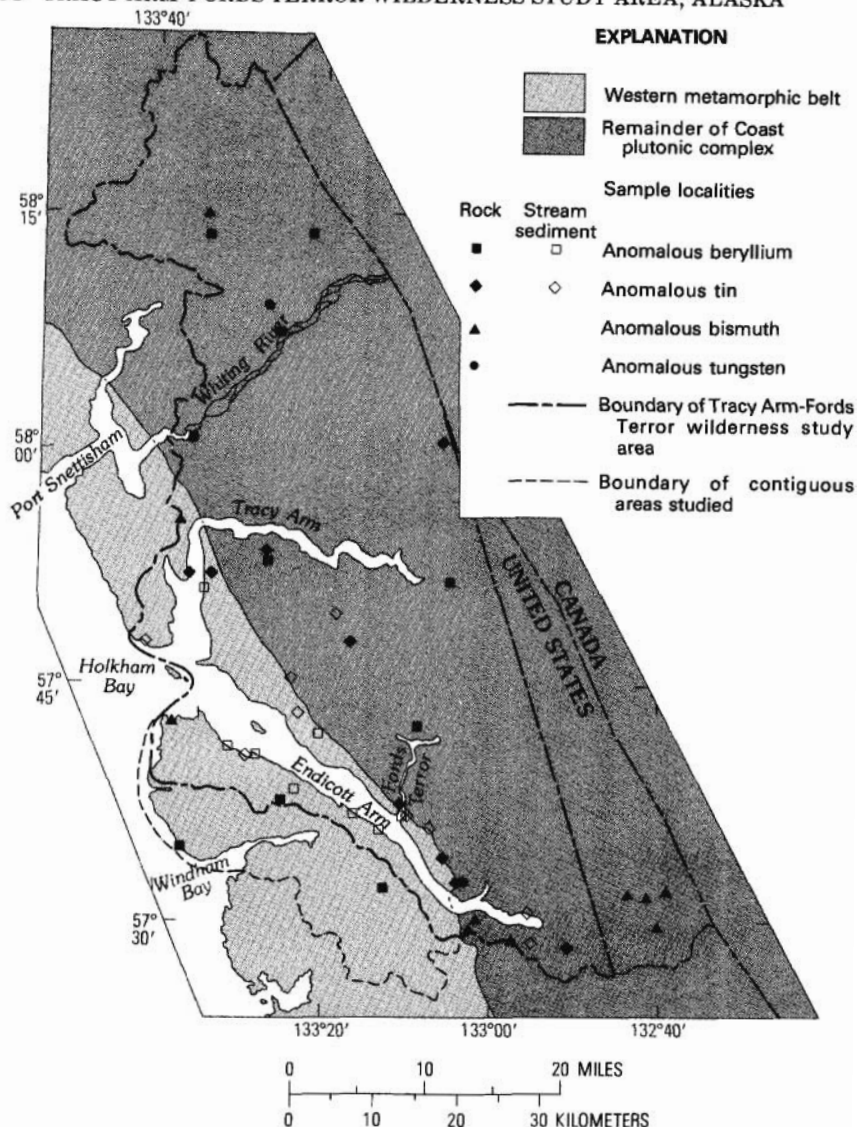 TERROR WILDERNESS STUDY AREA, ALASKA
133°40'
EXPLANATION
Western metamorphic belt
Remainder of Coast
plutonic complex
Sample localities
Rock
Stream
sediment
Anomalous beryllium
Anomalous tin
Anomalous bismuth
Anomalous tungsten
Boundary of Tracy Arm-Fords
Terror wilderness study
area
Boundary of contiguous
areas studied
58°
15'
Whiting River
58°
00'
Port Snettisham
Tracy Arm
CANADA
UNITED STATES
Holkham
Bay
57°
45'
Fords
Terror
Endicott Arm
Windham
Bay
57°
30'
133°20'
133°00'
132°40'
0 10 20 MILES
0 10 20 30 KILOMETERS